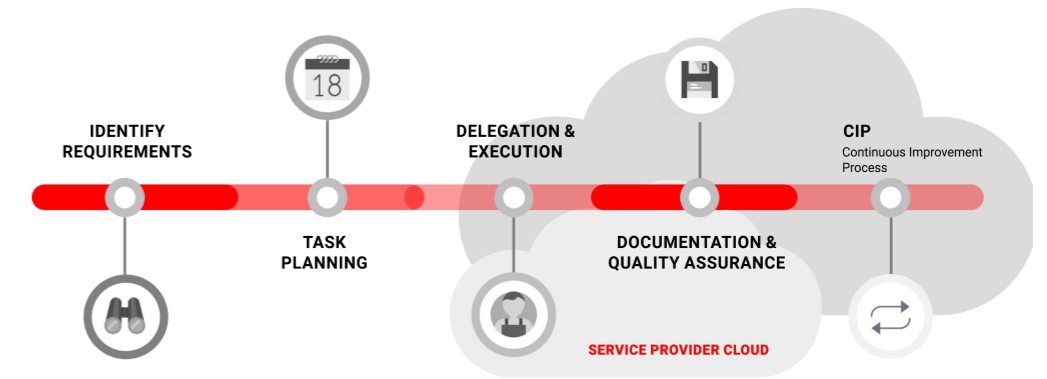 IDENTIFY
REQUIREMENTS
18
TASK
PLANNING
DELEGATION &
EXECUTION
DOCUMENTATION &
QUALITY ASSURANCE
CIP
Continuous Improvement
Process
SERVICE PROVIDER CLOUD